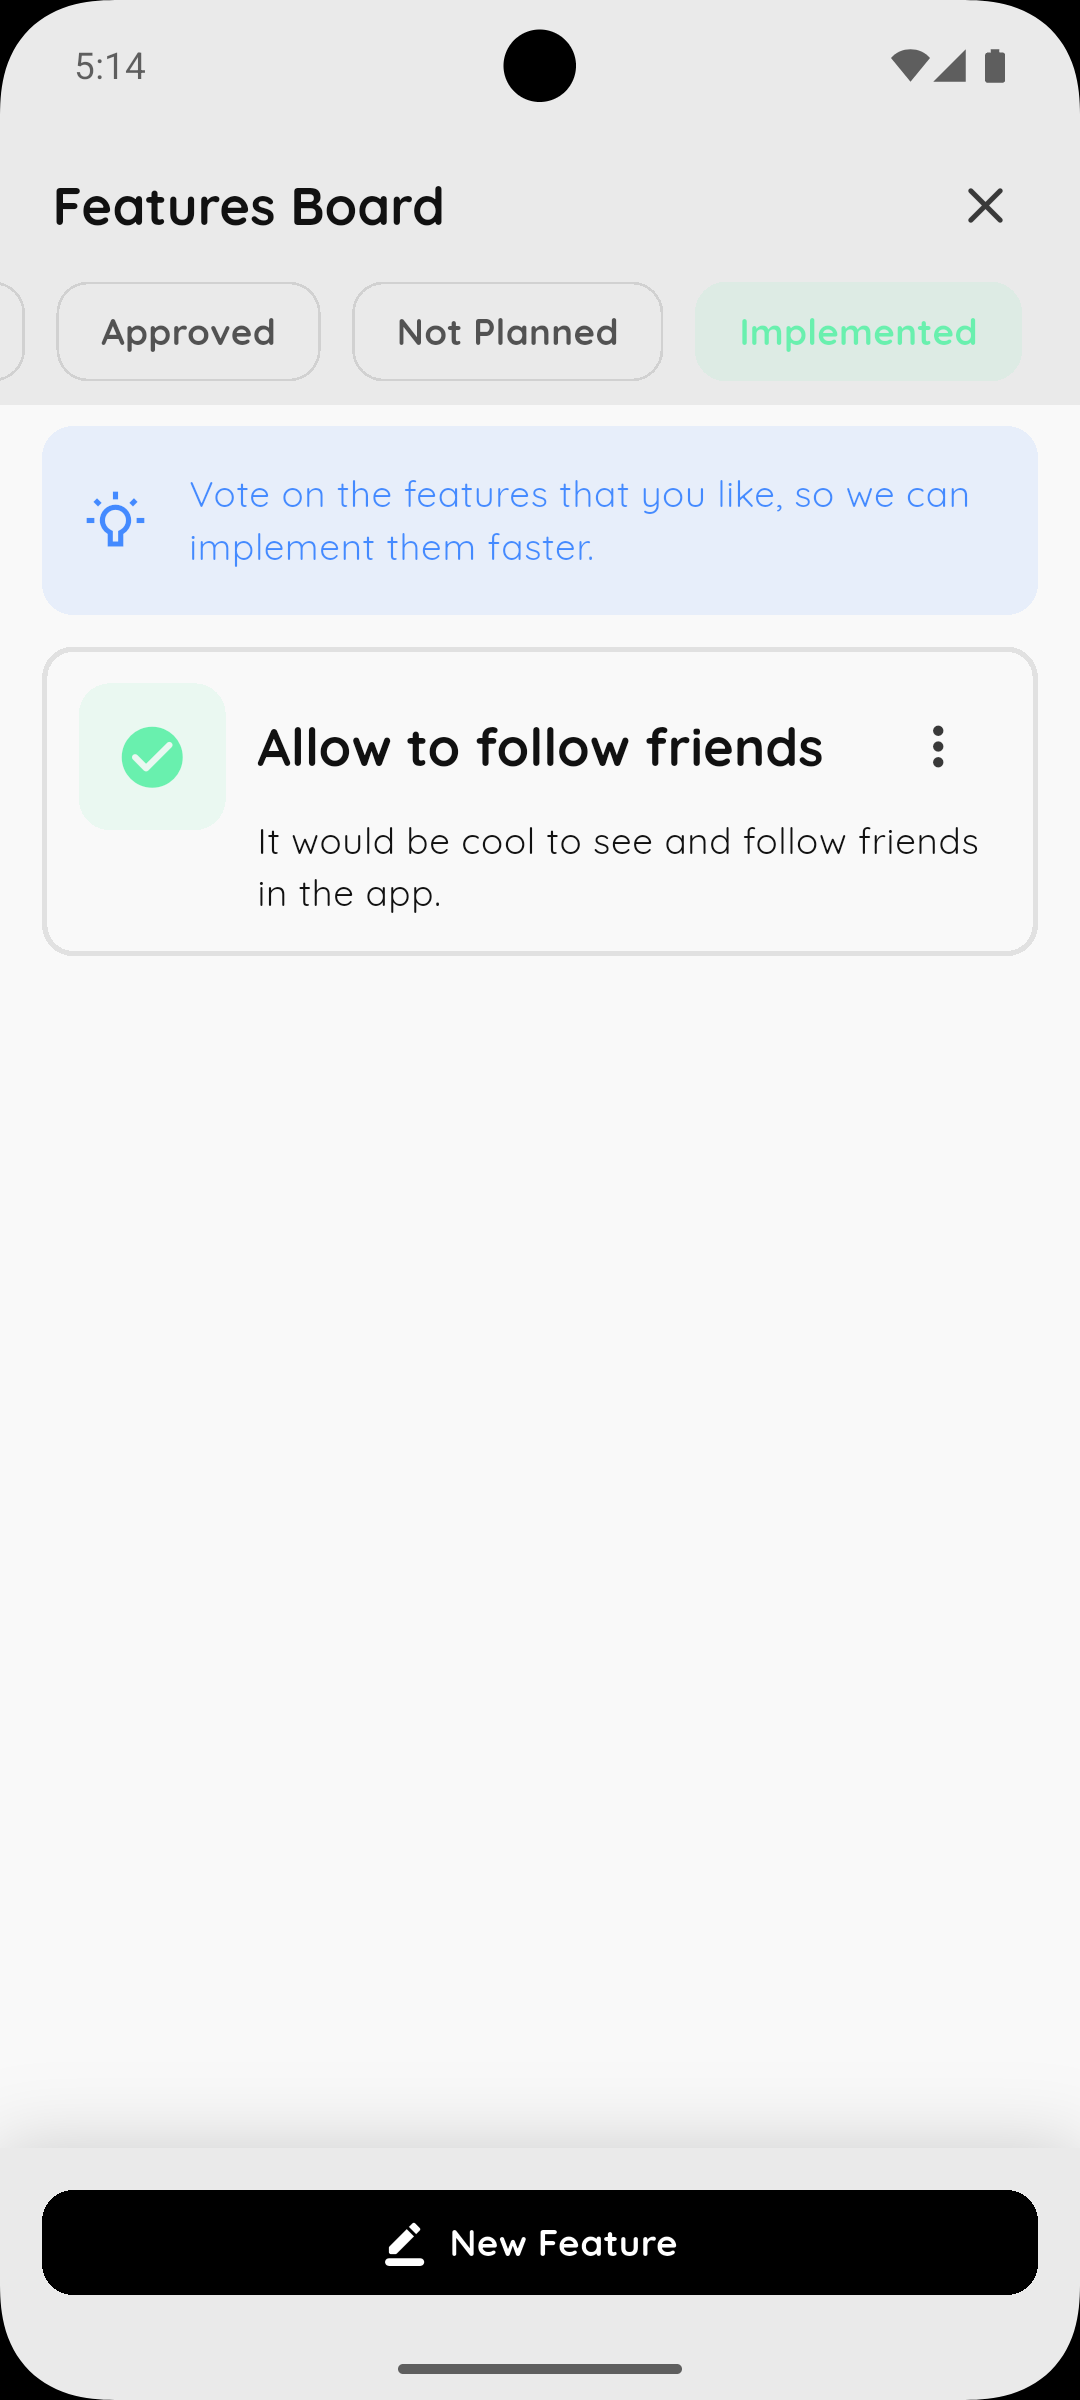 5:14
Features Board
Approved
Not Planned
Implemented
Vote on the features that you like, so we can
implement them faster.
Allow to follow friends
It would be cool to see and follow friends
in the app.
New Feature